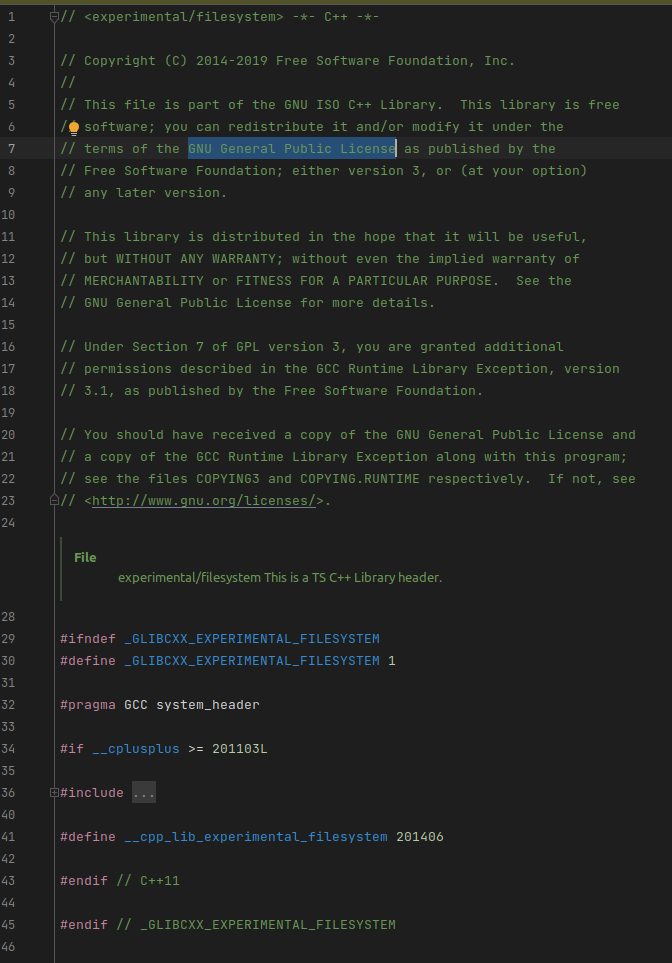 1 // <experimental/filesystem> -*- C++ -*-
2
3 // Copyright (C) 2014-2019 Free Software Foundation, Inc.
4 //
5 // This file is part of the GNU ISO C++ Library.  This library is free
6 // software; you can redistribute it and/or modify it under the
7 // terms of the GNU General Public License as published by the
8 // Free Software Foundation; either version 3, or (at your option)
9 // any later version.
10
11 // This library is distributed in the hope that it will be useful,
12 // but WITHOUT ANY WARRANTY; without even the implied warranty of
13 // MERCHANTABILITY or FITNESS FOR A PARTICULAR PURPOSE.  See the
14 // GNU General Public License for more details.
15
16 // Under Section 7 of GPL version 3, you are granted additional
17 // permissions described in the GCC Runtime Library Exception, version
18 // 3.1, as published by the Free Software Foundation.
19
20 // You should have received a copy of the GNU General Public License and
21 // a copy of the GCC Runtime Library Exception along with this program;
22 // see the files COPYING3 and COPYING.RUNTIME respectively.  If not, see
23 // <http://www.gnu.org/licenses/>.
24
File
experimental/filesystem This is a TS C++ Library header.
28
29 #ifndef _GLIBCXX_EXPERIMENTAL_FILESYSTEM
30 #define _GLIBCXX_EXPERIMENTAL_FILESYSTEM 1
31
32 #pragma GCC system_header
33
34 #if __cplusplus >= 201103L
35
36 #include ...
40
41 #define __cpp_lib_experimental_filesystem 201406
42
43 #endif // C++11
44
45 #endif // _GLIBCXX_EXPERIMENTAL_FILESYSTEM
46